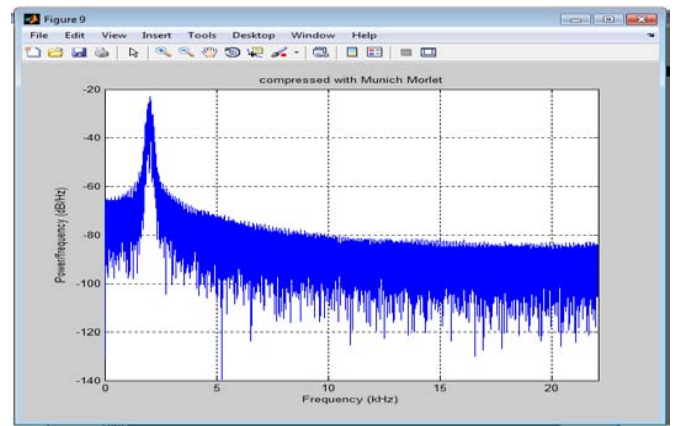 Figure 9
File Edit View Insert Tools Desktop Window Help
compressed with Munich Morlet
-20
-40
-60
-80
-100
-120
-140
Power/frequency (dB/Hz)
0 5 10 15 20
Frequency (kHz)